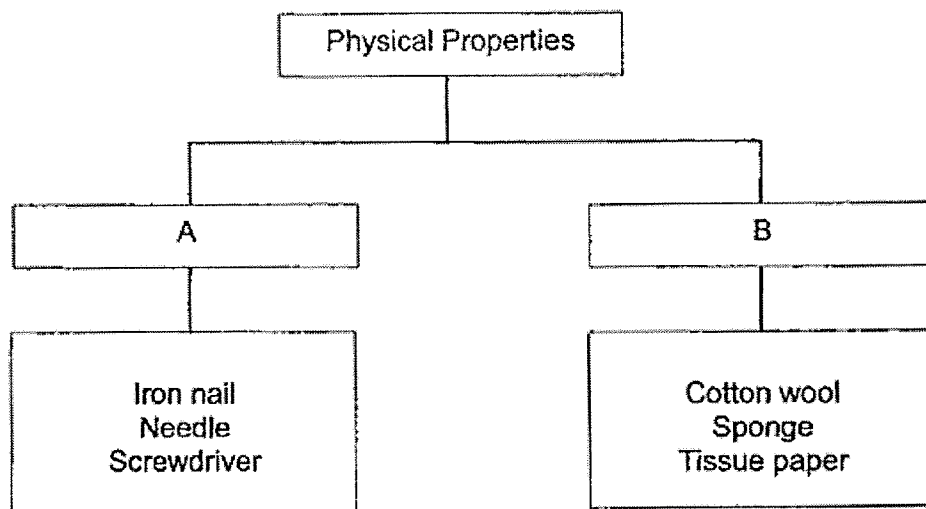 Physical Properties
A
B
Iron nail
Needle
Screwdriver
Cotton wool
Sponge
Tissue paper